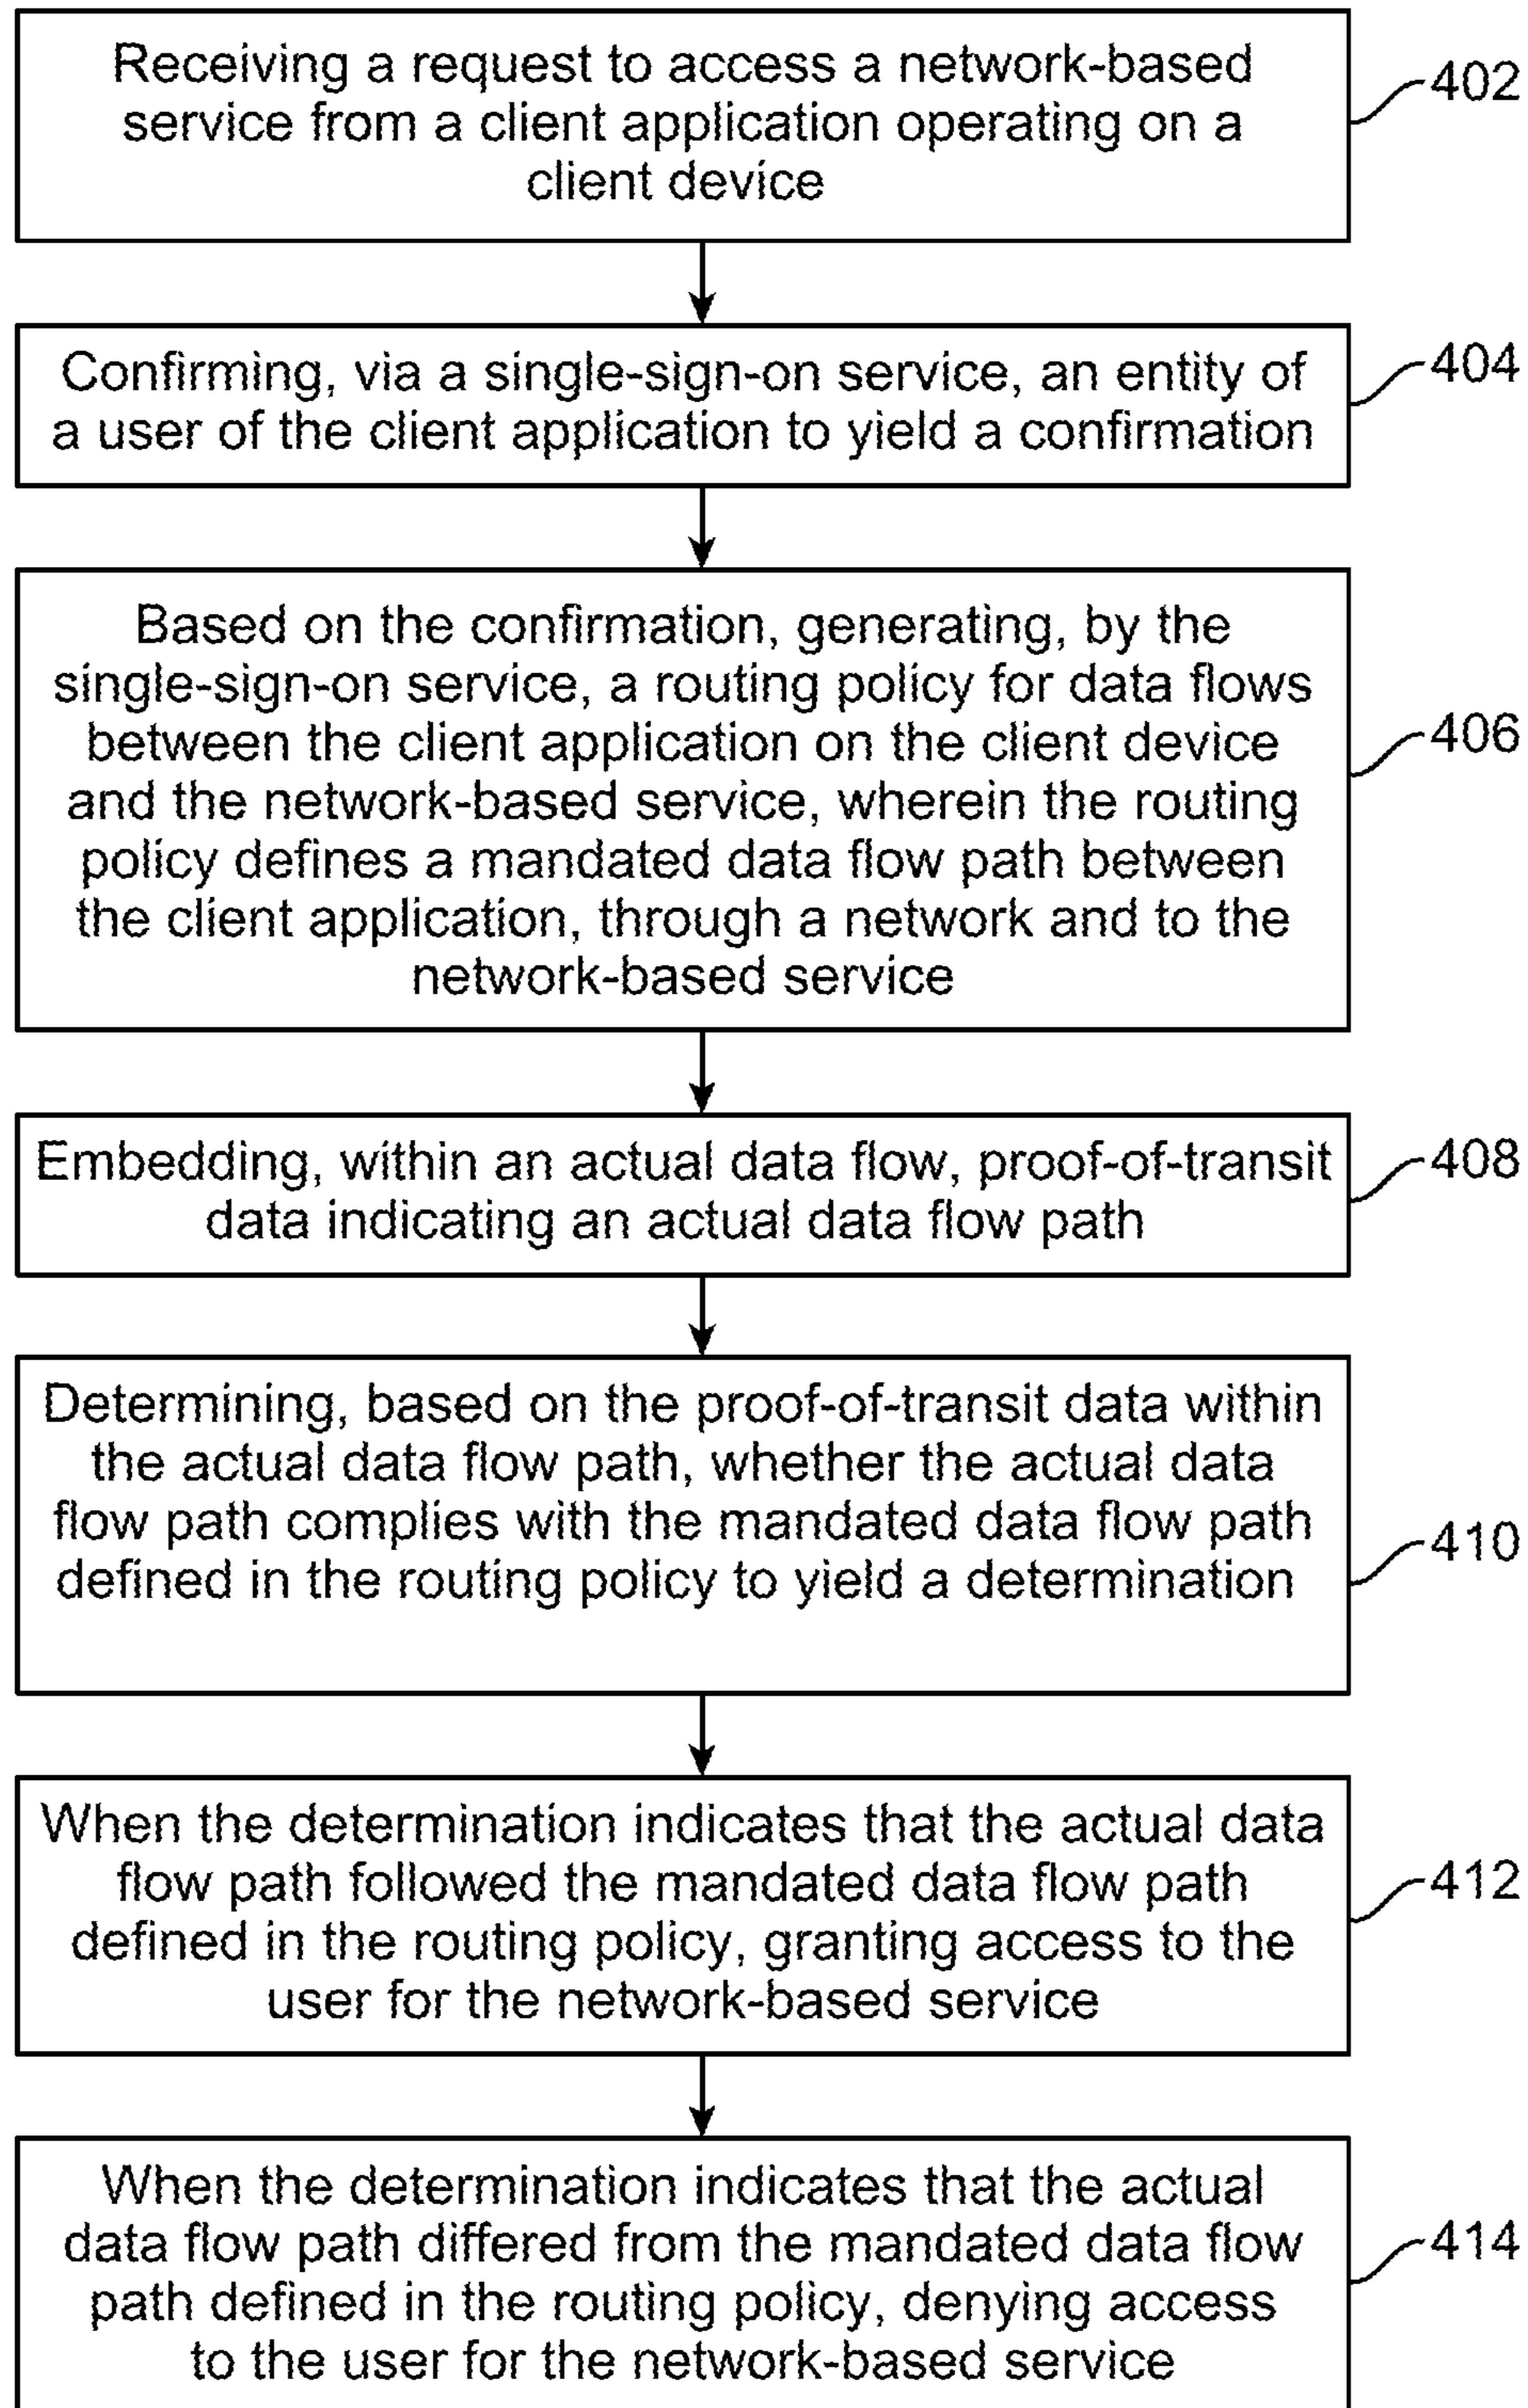 Receiving a request to access a network-based
service from a client application operating on a
client device
402
Confirming, via a single-sign-on service, an entity of
a user of the client application to yield a confirmation
404
Based on the confirmation, generating, by the
single-sign-on service, a routing policy for data flows
between the client application on the client device
and the network-based service, wherein the routing
policy defines a mandated data flow path between
the client application, through a network and to the
network-based service
406
Embedding, within an actual data flow, proof-of-transit
data indicating an actual data flow path
408
Determining, based on the proof-of-transit data within
the actual data flow path, whether the actual data
flow path complies with the mandated data flow path
defined in the routing policy to yield a determination
410
When the determination indicates that the actual data
flow path followed the mandated data flow path
defined in the routing policy, granting access to the
user for the network-based service
412
When the determination indicates that the actual
data flow path differed from the mandated data flow
path defined in the routing policy, denying access
to the user for the network-based service
414